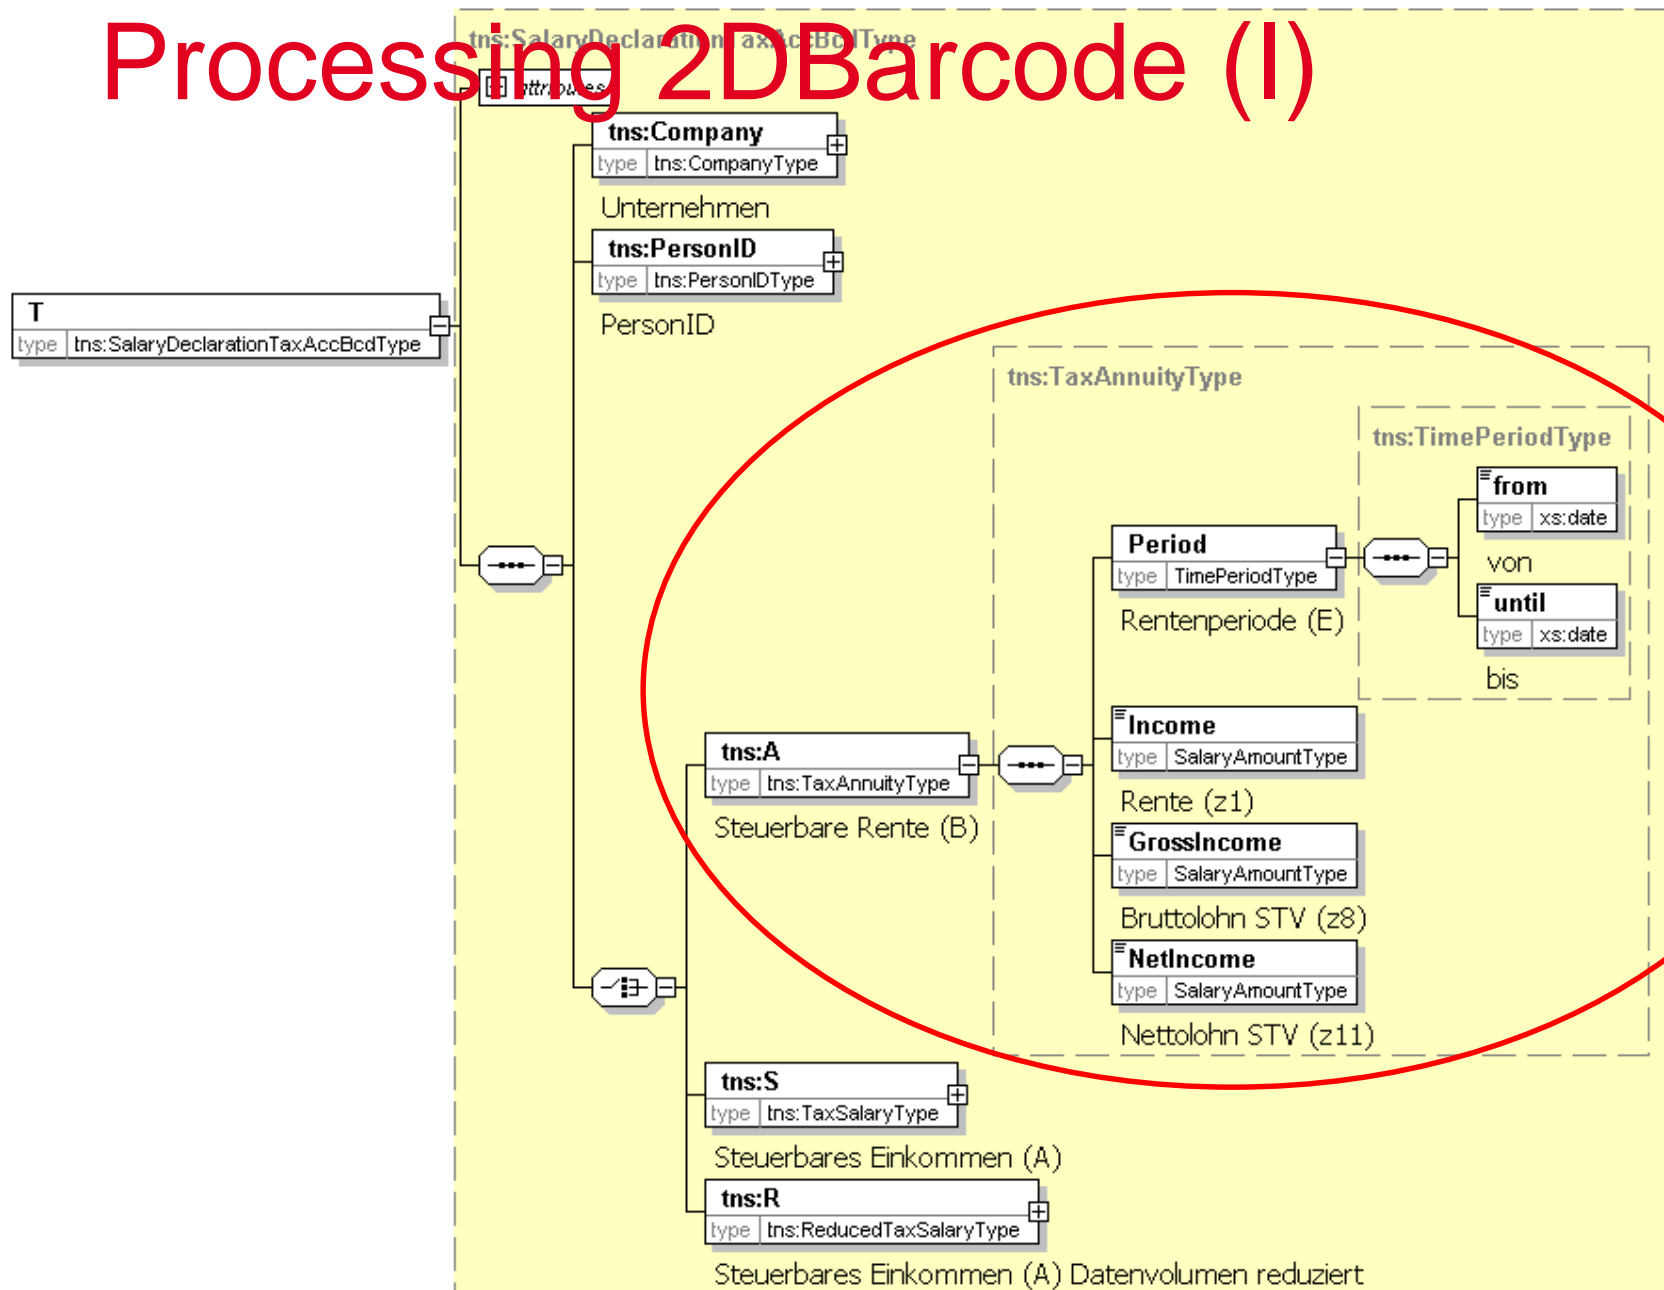 Processing 2DBarcode (I)
tns:SalaryDeclarationTaxAccBcdType
attributes
tns:Company
type tns:CompanyType
Unternehmen
tns:PersonID
type tns:PersonIDType
PersonID
T
type tns:SalaryDeclarationTaxAccBcdType
tns:TaxAnnuityType
tns:TimePeriodType
from
type xs:date
von
Period
type TimePeriodType
Rentenperiode (E)
until
type xs:date
bis
tns:A
type tns:TaxAnnuityType
Steuerbare Rente (B)
Income
type SalaryAmountType
Rente (z1)
GrossIncome
type SalaryAmountType
Bruttolohn STV (z8)
NetIncome
type SalaryAmountType
Nettolohn STV (z11)
tns:S
type tns:TaxSalaryType
Steuerbares Einkommen (A)
tns:R
type tns:ReducedTaxSalaryType
Steuerbares Einkommen (A) Datenvolumen reduziert